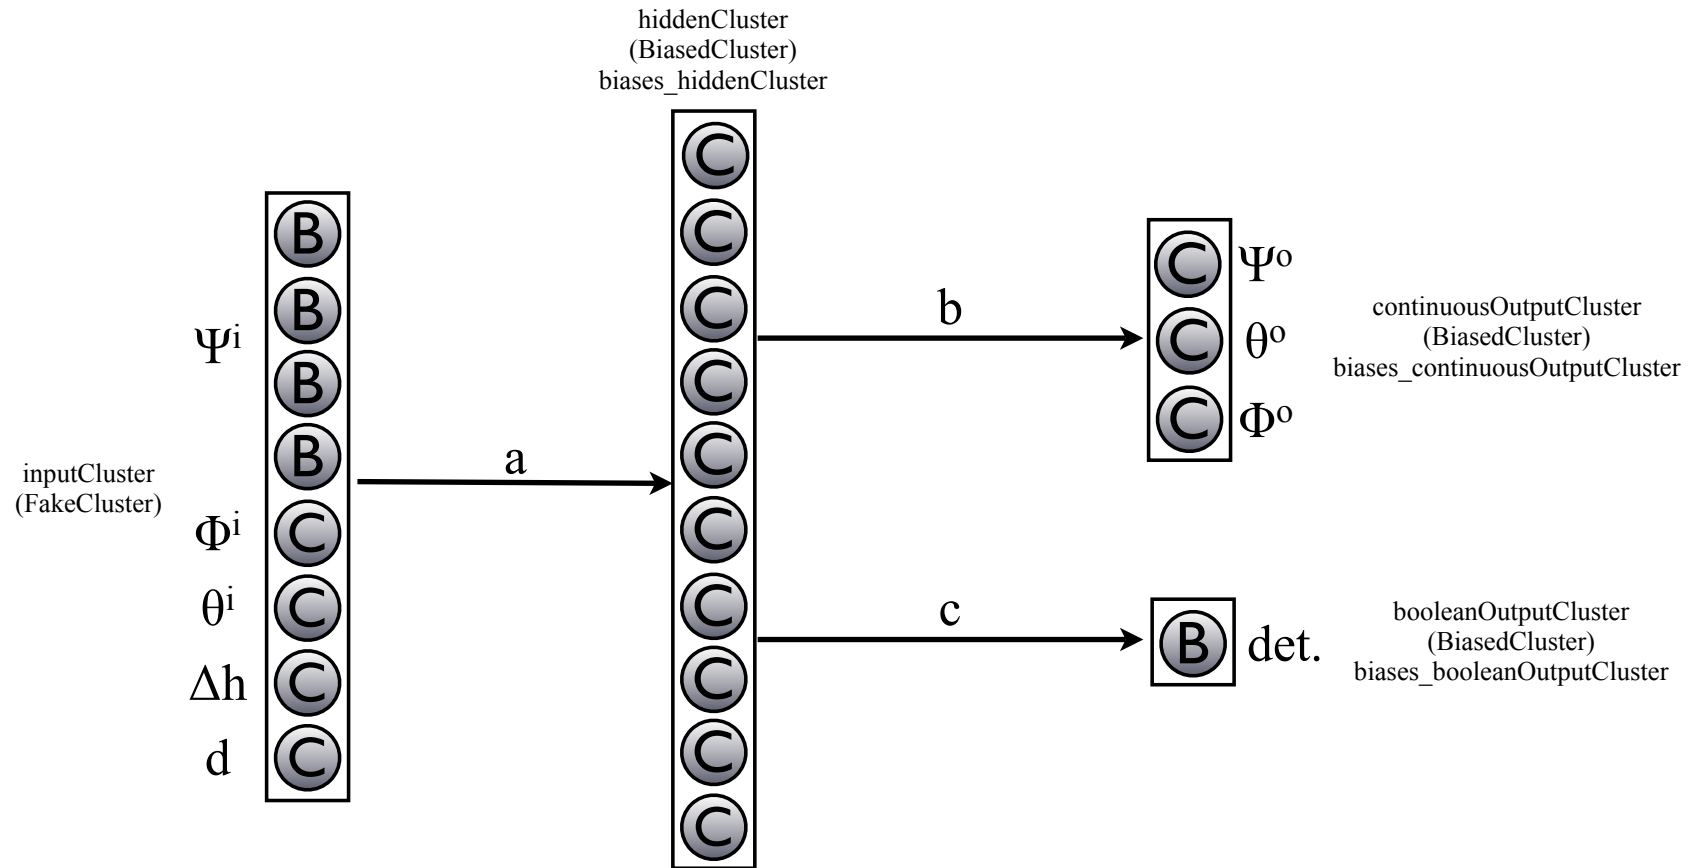 hiddenCluster
(BiasedCluster)
biases_hiddenCluster
inputCluster
(FakeCluster)
Ψi
Φi
θi
Δh
d
B
B
B
B
C
C
C
C
a
C
C
C
C
C
C
C
C
C
C
b
c
C
C
C
Ψo
θo
Φo
continuousOutputCluster
(BiasedCluster)
biases_continuousOutputCluster
B
det.
booleanOutputCluster
(BiasedCluster)
biases_booleanOutputCluster